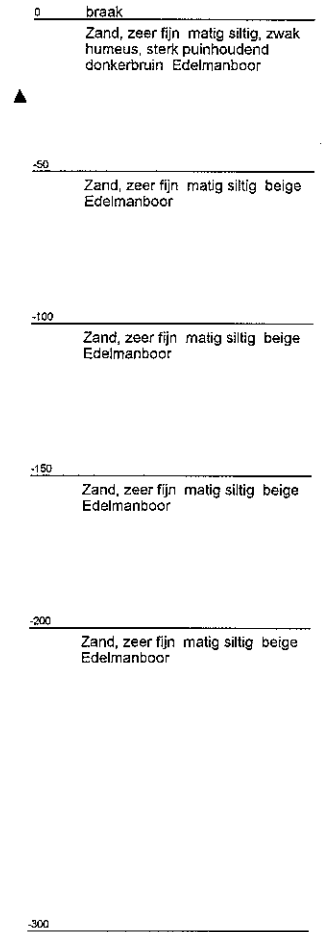 0 braak
Zand, zeer fijn matig siltig, zwak
humeus, sterk puinhoudend
donkerbruin Edelmanboor
-50
Zand, zeer fijn matig siltig beige
Edelmanboor
-100
Zand, zeer fijn matig siltig beige
Edelmanboor
-150
Zand, zeer fijn matig siltig beige
Edelmanboor
-200
Zand, zeer fijn matig siltig beige
Edelmanboor
-300